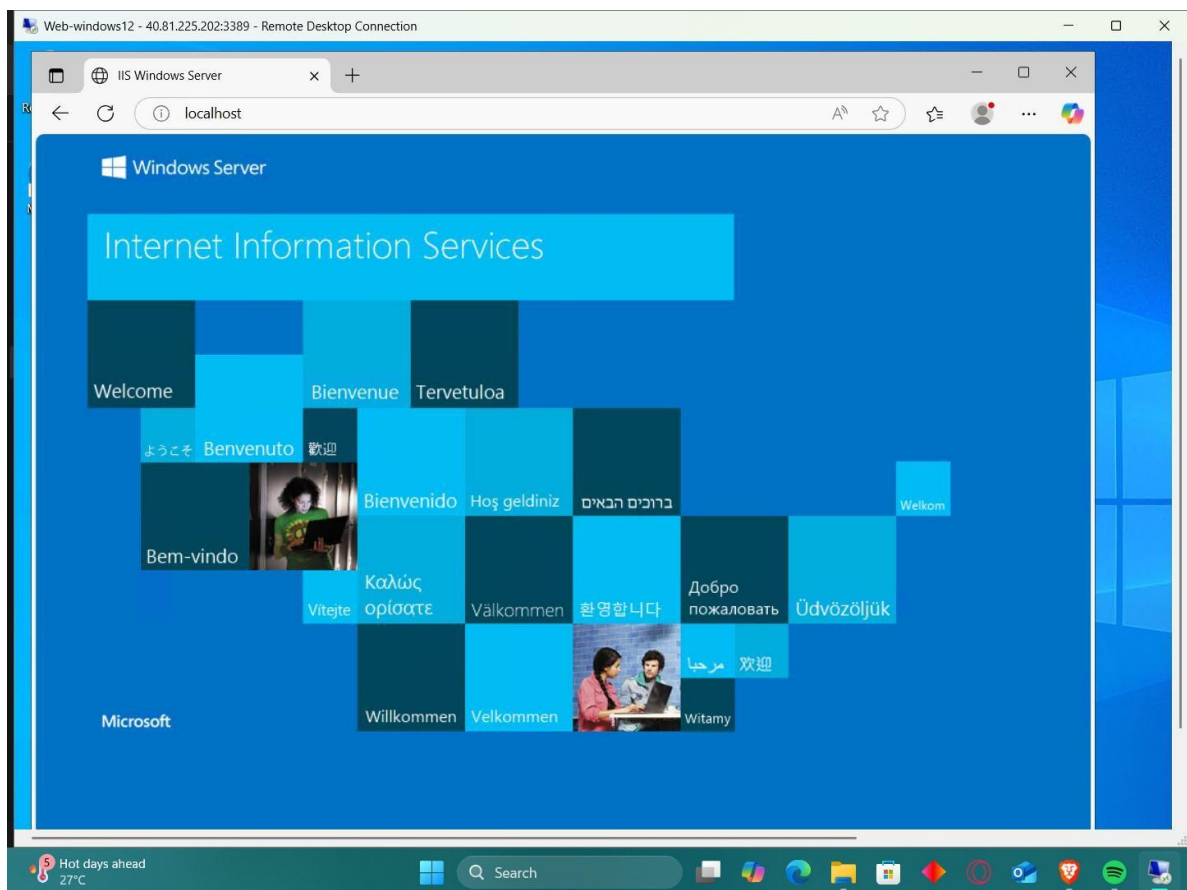 Web-windows12 - 40.81.225.202:3389 - Remote Desktop Connection
IIS Windows Server
localhost
Windows Server
Internet Information Services
Welcome
Bienvenue
Tervetuloa
ようこそ
Benvenuto
歡迎
Bienvenido
Hoş geldiniz
ברוכים הבאים
Welkom
Bem-vindo
Vítejte
Καλώς
ορίσατε
Välkommen
환영합니다
Добро
пожаловать
Üdvözöljük
مرحبا
欢迎
Microsoft
Willkommen
Velkommen
Witamy
5
Hot days ahead
27°C
Search